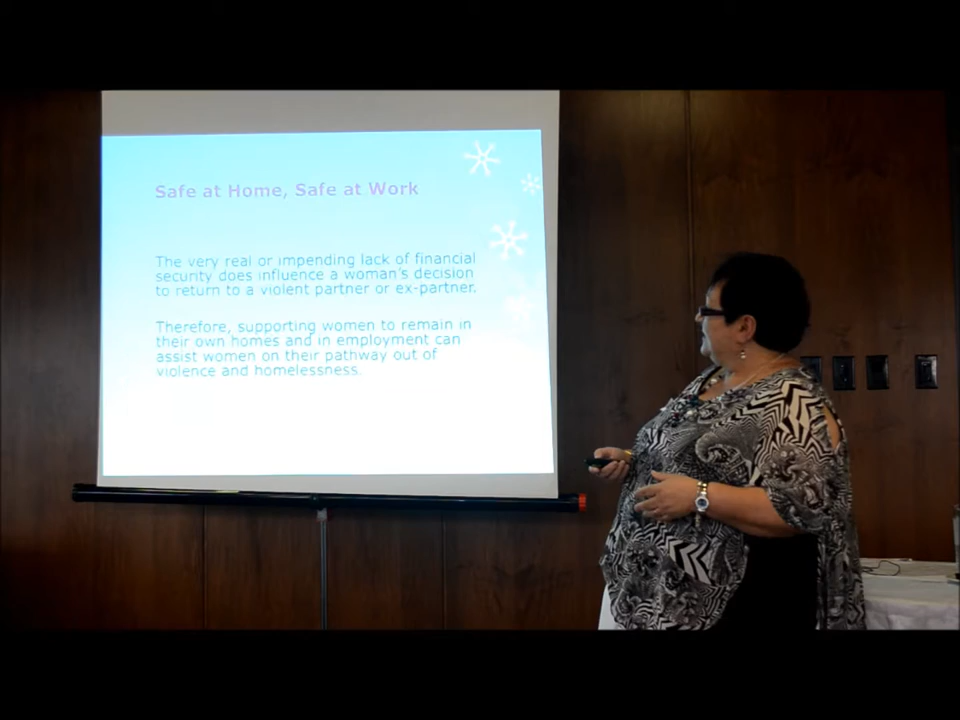 Safe at Home, Safe at Work
The very real or impending lack of financial
security does influence a woman's decision
to return to a violent partner or ex-partner.
Therefore, supporting women to remain in
their own homes and in employment can
assist women on their pathway out of
violence and homelessness.